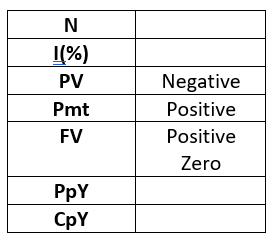 N
I(%)
PV Negative
Pmt Positive
FV Positive
Zero
PpY
CpY